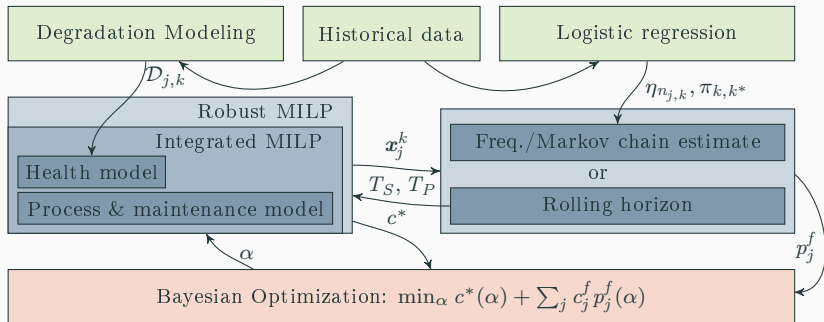 Degradation Modeling
Historical data
Logistic regression
𝒟_{j,k}
η_{n_{j,k}}, π_{k,k*}
Robust MILP
Integrated MILP
Health model
Process & maintenance model
x_j^k
T_S, T_P
c*
Freq./Markov chain estimate
or
Rolling horizon
p_j^f
α
Bayesian Optimization: min_α c*(α) + ∑_j c_j^f p_j^f(α)